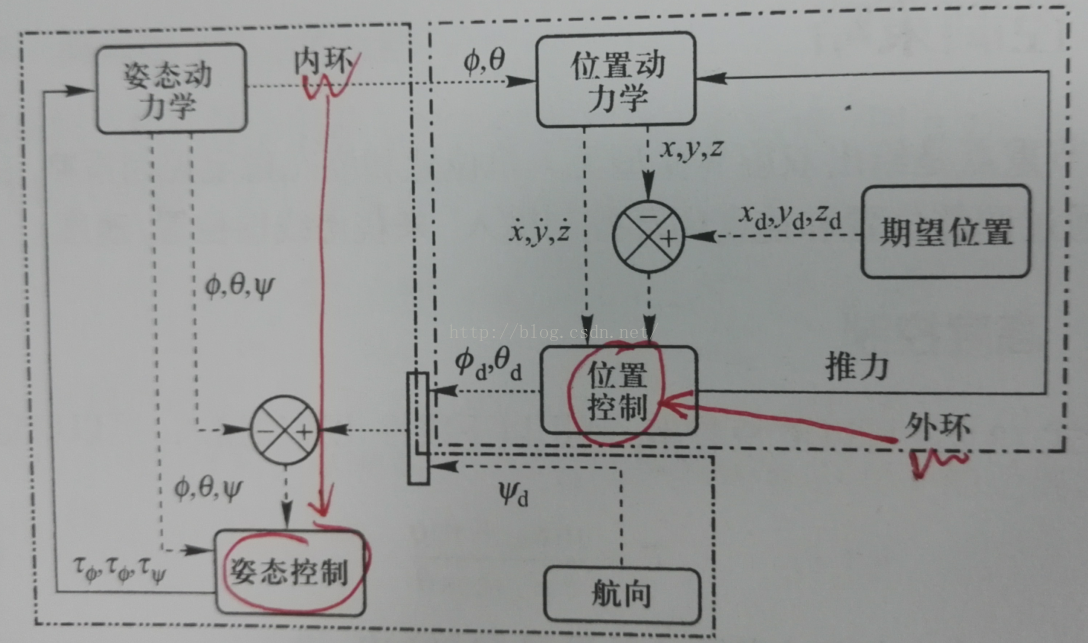 姿态动
力学
内环
ϕ,θ
位置动
力学
x,y,z
ẋ,ẏ,ż
x_d,y_d,z_d
期望位置
ϕ,θ,ψ
http://blog.csdn.net/
ϕ_d,θ_d
位置
控制
推力
外环
ϕ,θ,ψ
ψ_d
τ_ϕ,τ_ϕ,τ_ψ
姿态控制
航向